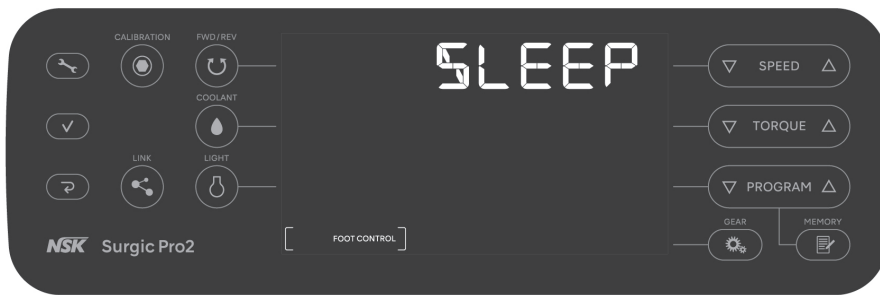 CALIBRATION FWD/REV
SLEEP
SPEED
COOLANT
TORQUE
LINK LIGHT
PROGRAM
GEAR MEMORY
NSK Surgic Pro2
FOOT CONTROL